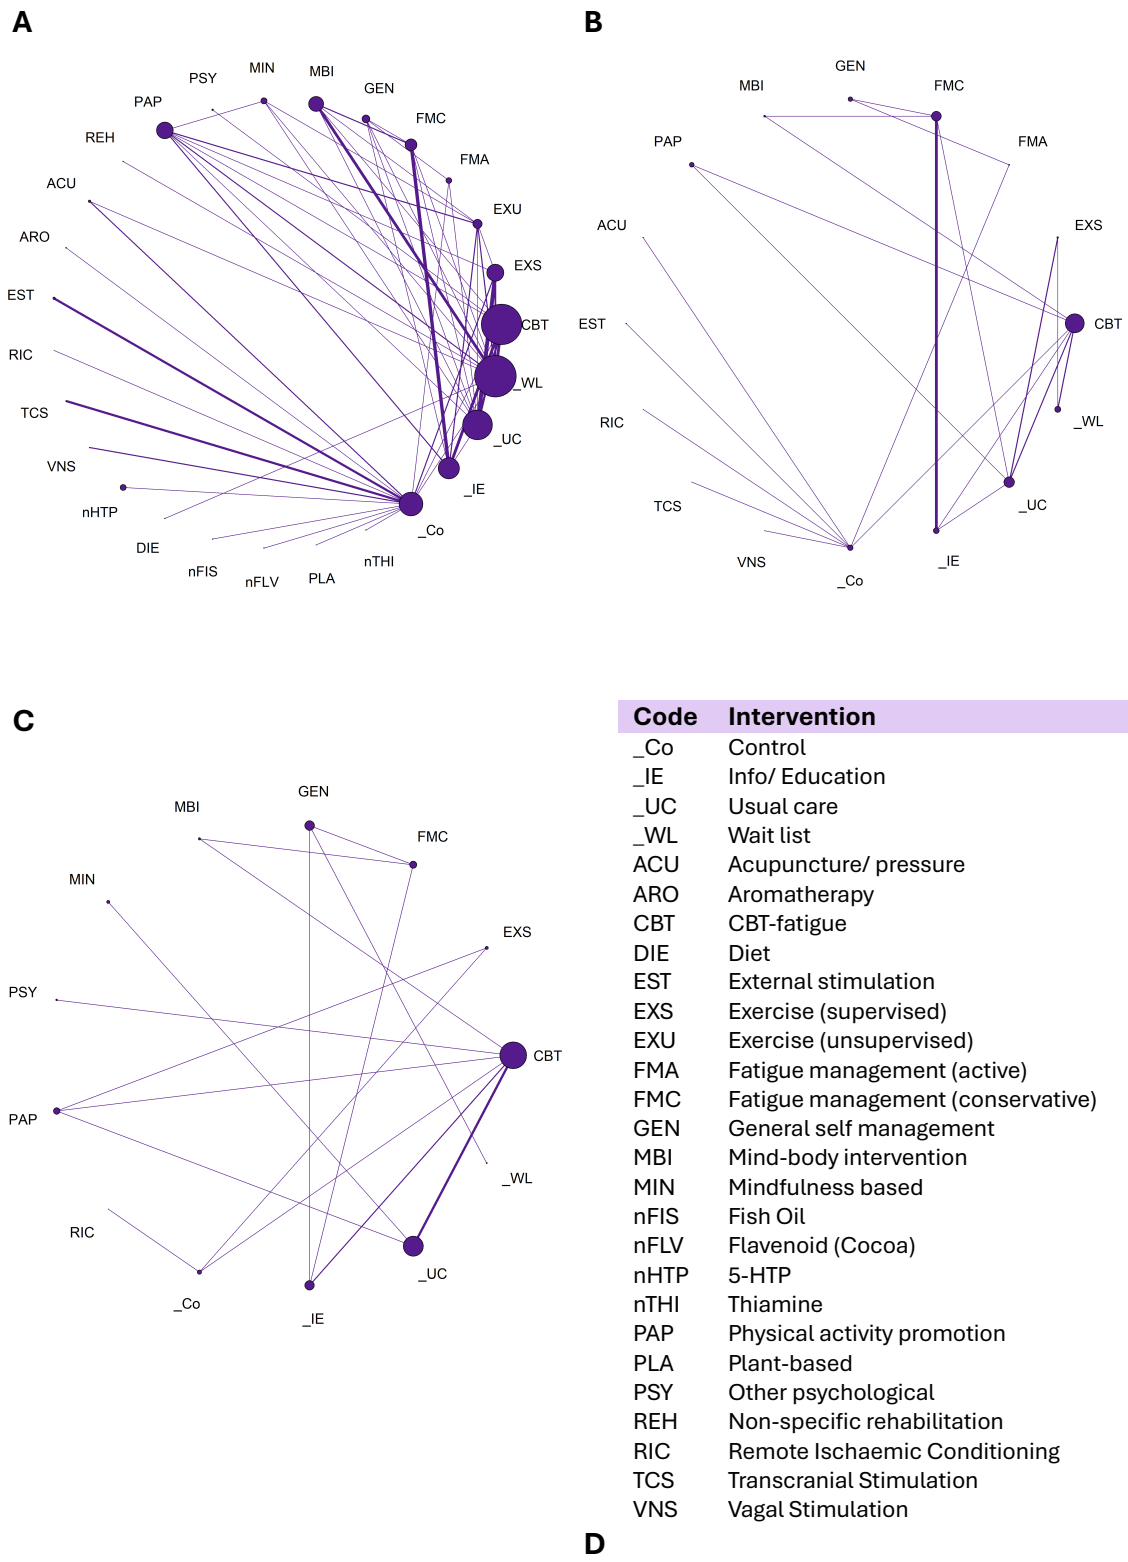 A
MIN
MBI
PSY
GEN
PAP
FMC
REH
FMA
ACU
EXU
ARO
EXS
EST
CBT
RIC
_WL
TCS
_UC
VNS
_IE
nHTP
_Co
DIE
nTHI
nFIS
PLA
nFLV
B
GEN
FMC
MBI
PAP
FMA
ACU
EXS
EST
CBT
RIC
_WL
TCS
_UC
VNS
_IE
_Co
C
GEN
MBI
FMC
MIN
EXS
PSY
CBT
PAP
_WL
RIC
_UC
_Co
_IE
Code Intervention
_Co Control
_IE Info/ Education
_UC Usual care
_WL Wait list
ACU Acupuncture/ pressure
ARO Aromatherapy
CBT CBT-fatigue
DIE Diet
EST External stimulation
EXS Exercise (supervised)
EXU Exercise (unsupervised)
FMA Fatigue management (active)
FMC Fatigue management (conservative)
GEN General self management
MBI Mind-body intervention
MIN Mindfulness based
nFIS Fish Oil
nFLV Flavenoid (Cocoa)
nHTP 5-HTP
nTHI Thiamine
PAP Physical activity promotion
PLA Plant-based
PSY Other psychological
REH Non-specific rehabilitation
RIC Remote Ischaemic Conditioning
TCS Transcranial Stimulation
VNS Vagal Stimulation
D